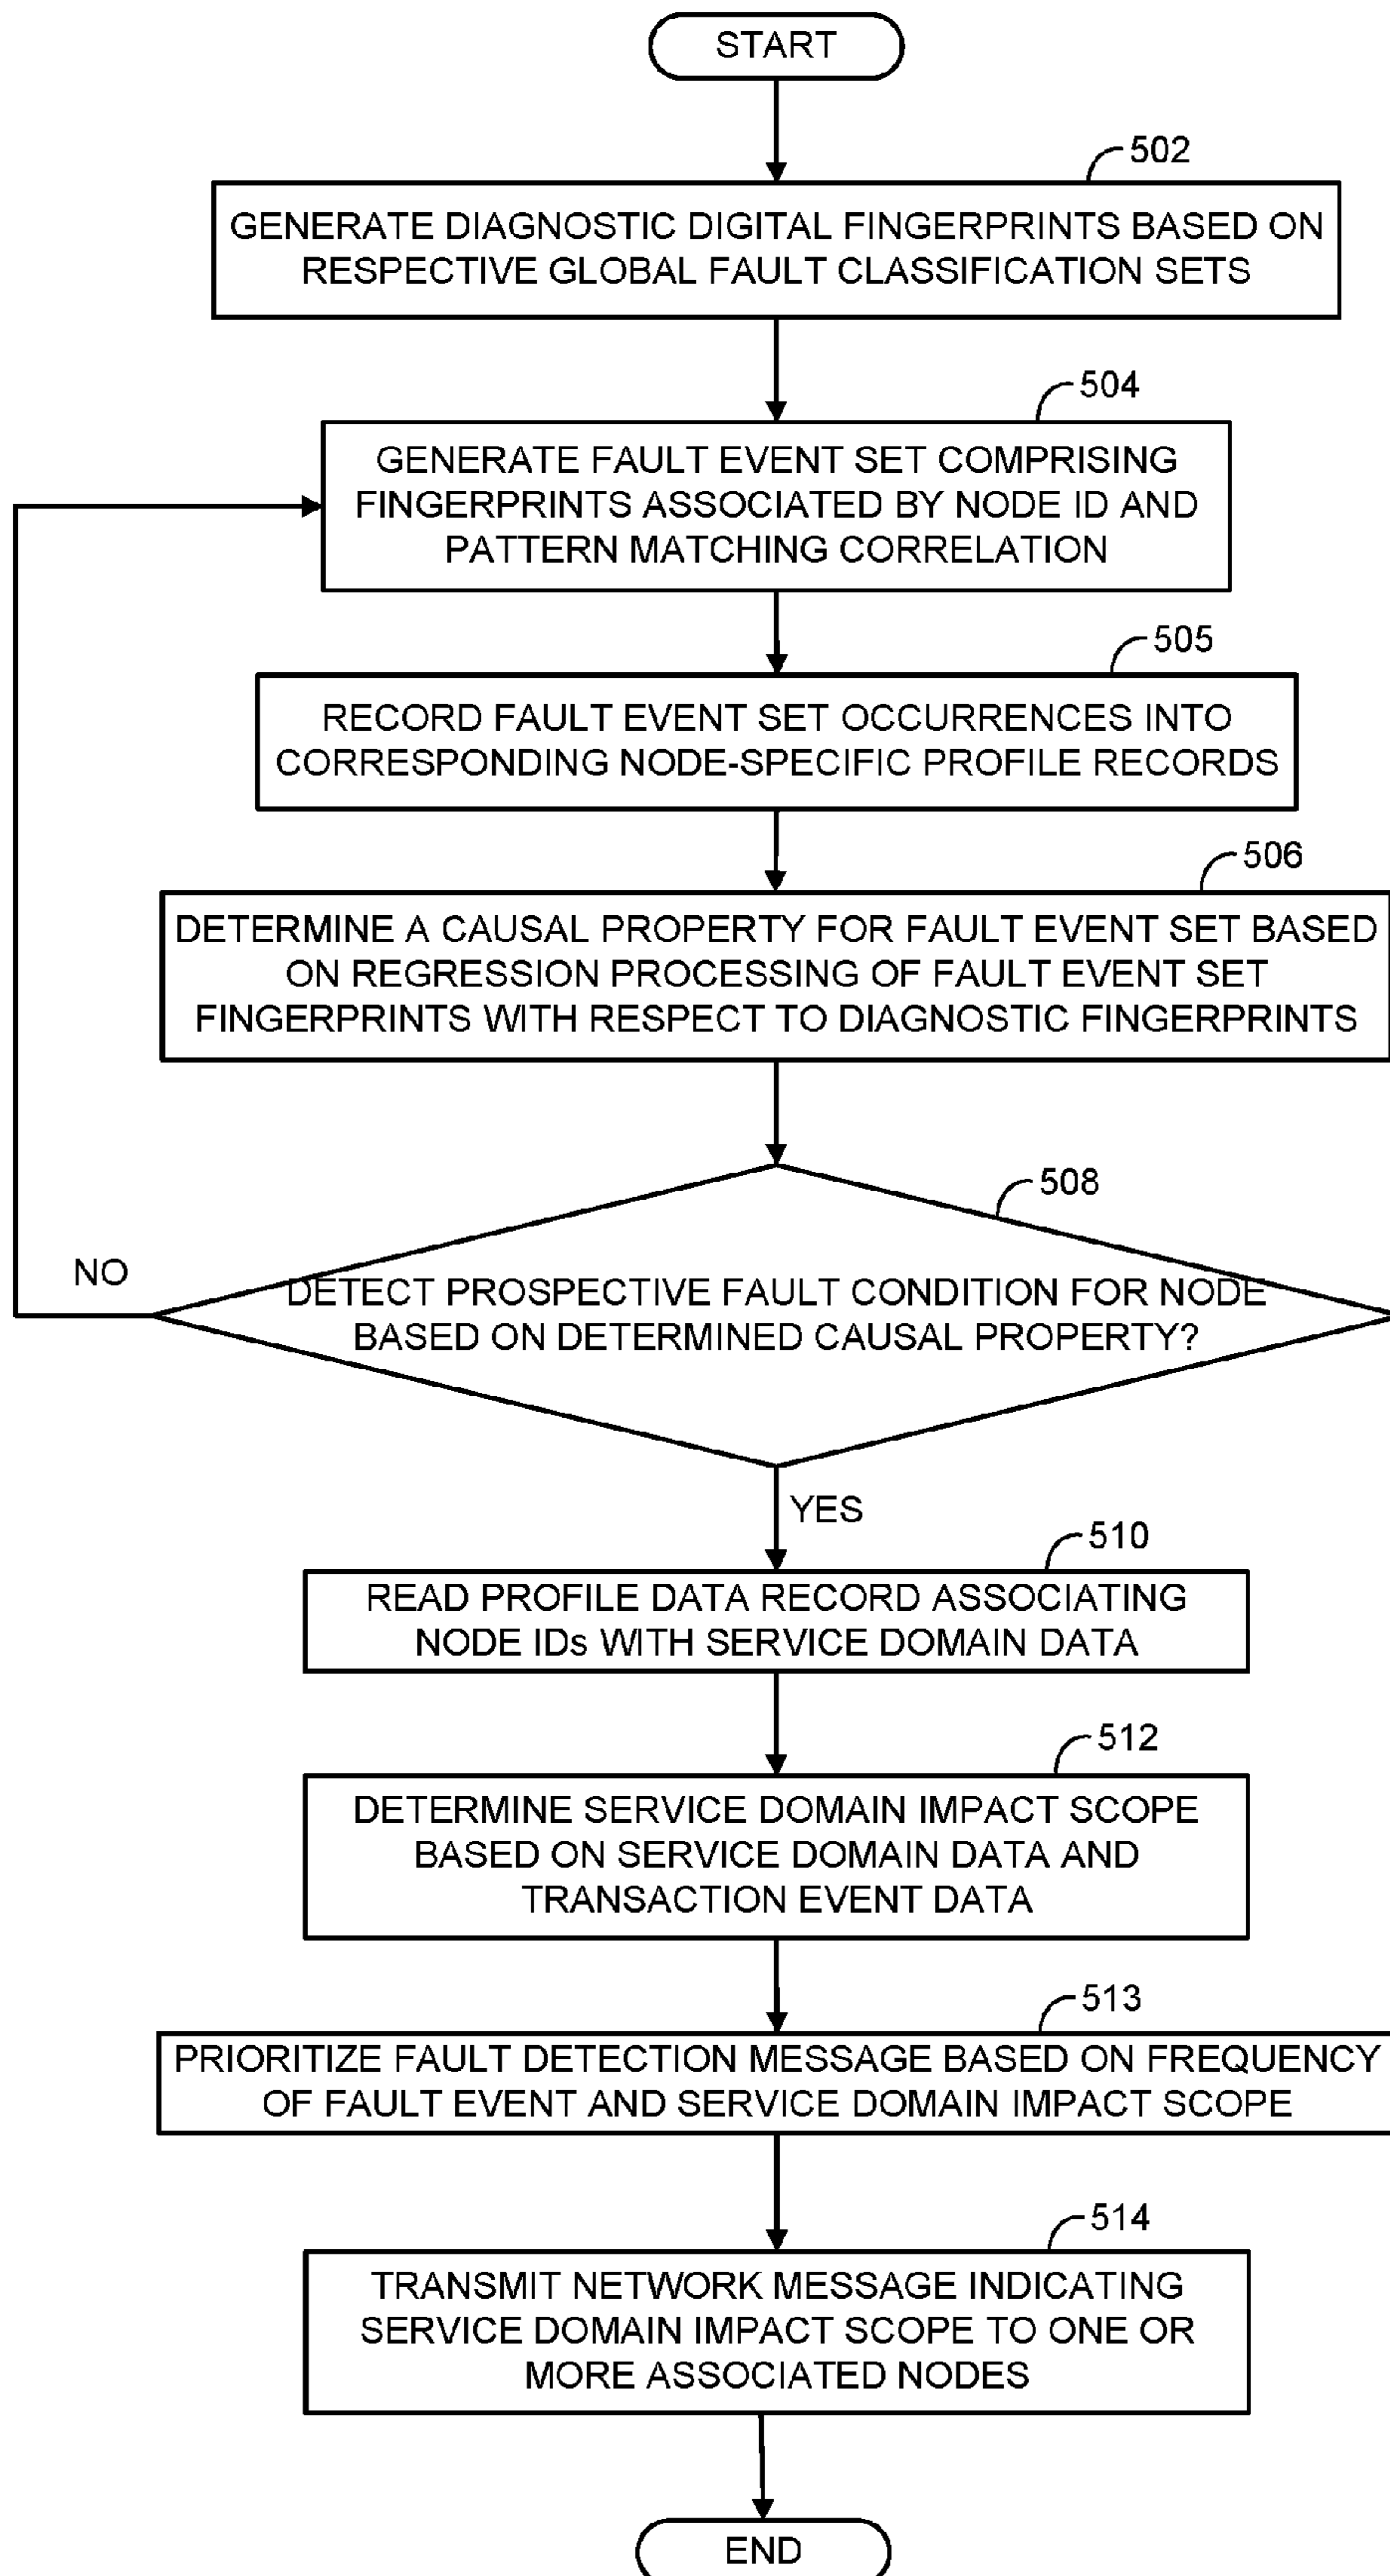 START
502
GENERATE DIAGNOSTIC DIGITAL FINGERPRINTS BASED ON
RESPECTIVE GLOBAL FAULT CLASSIFICATION SETS
504
GENERATE FAULT EVENT SET COMPRISING
FINGERPRINTS ASSOCIATED BY NODE ID AND
PATTERN MATCHING CORRELATION
505
RECORD FAULT EVENT SET OCCURRENCES INTO
CORRESPONDING NODE-SPECIFIC PROFILE RECORDS
506
DETERMINE A CAUSAL PROPERTY FOR FAULT EVENT SET BASED
ON REGRESSION PROCESSING OF FAULT EVENT SET
FINGERPRINTS WITH RESPECT TO DIAGNOSTIC FINGERPRINTS
508
NO
DETECT PROSPECTIVE FAULT CONDITION FOR NODE
BASED ON DETERMINED CAUSAL PROPERTY?
YES
510
READ PROFILE DATA RECORD ASSOCIATING
NODE IDs WITH SERVICE DOMAIN DATA
512
DETERMINE SERVICE DOMAIN IMPACT SCOPE
BASED ON SERVICE DOMAIN DATA AND
TRANSACTION EVENT DATA
513
PRIORITIZE FAULT DETECTION MESSAGE BASED ON FREQUENCY
OF FAULT EVENT AND SERVICE DOMAIN IMPACT SCOPE
514
TRANSMIT NETWORK MESSAGE INDICATING
SERVICE DOMAIN IMPACT SCOPE TO ONE OR
MORE ASSOCIATED NODES
END